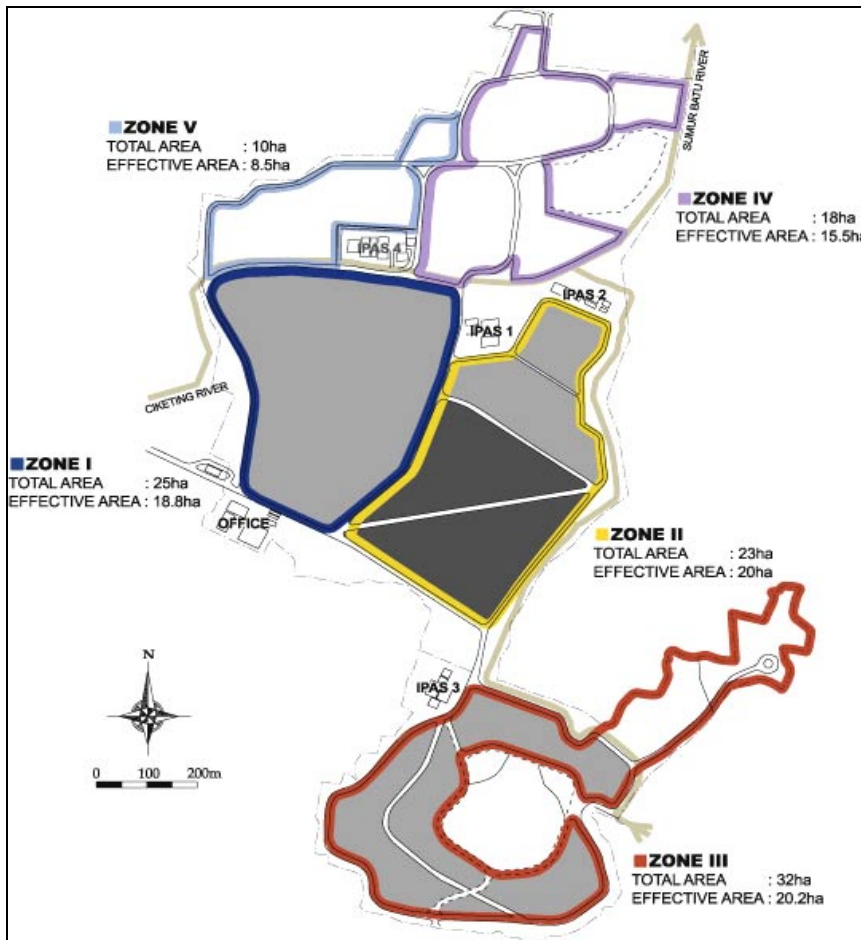 ZONE V
TOTAL AREA : 10ha
EFFECTIVE AREA : 8.5ha
SUMUR BATU RIVER
ZONE IV
TOTAL AREA : 18ha
EFFECTIVE AREA : 15.5ha
IPAS 4
IPAS 2
IPAS 1
CIKETING RIVER
ZONE I
TOTAL AREA : 25ha
EFFECTIVE AREA : 18.8ha
OFFICE
ZONE II
TOTAL AREA : 23ha
EFFECTIVE AREA : 20ha
IPAS 3
N
0 100 200m
ZONE III
TOTAL AREA : 32ha
EFFECTIVE AREA : 20.2ha